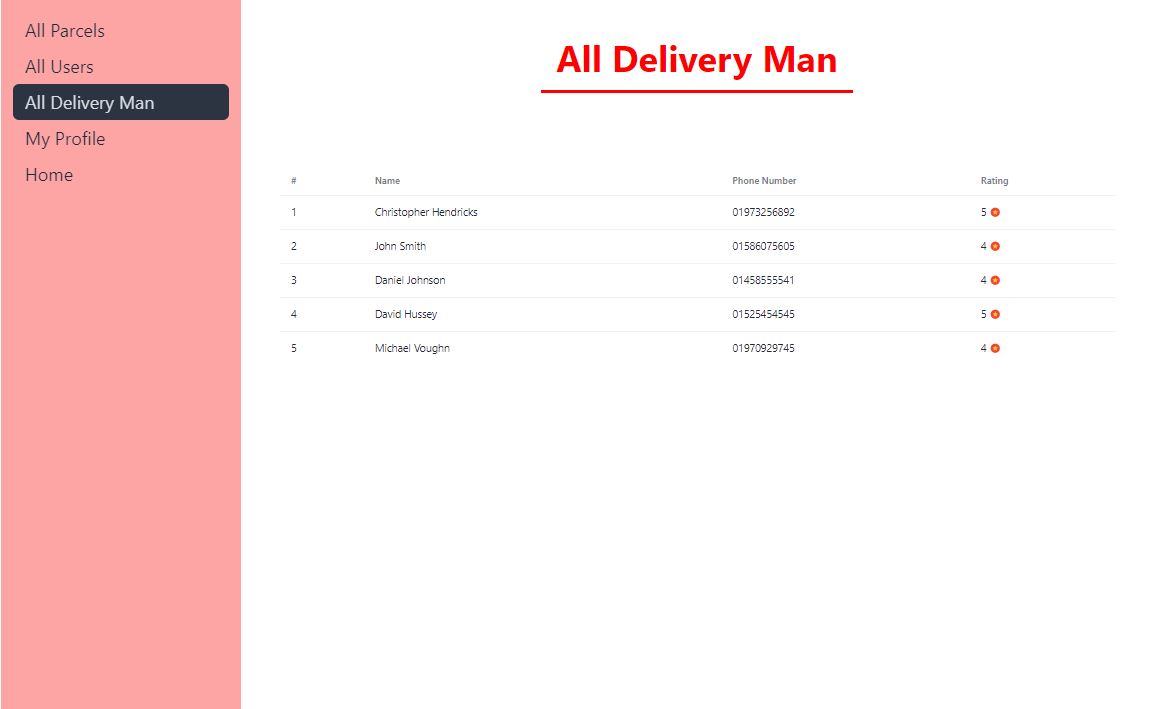 All Parcels
All Users
All Delivery Man
My Profile
Home
All Delivery Man
# Name Phone Number Rating
1 Christopher Hendricks 01973256892 5
2 John Smith 01586075605 4
3 Daniel Johnson 01458555541 4
4 David Hussey 01525454545 5
5 Michael Voughn 01970929745 4